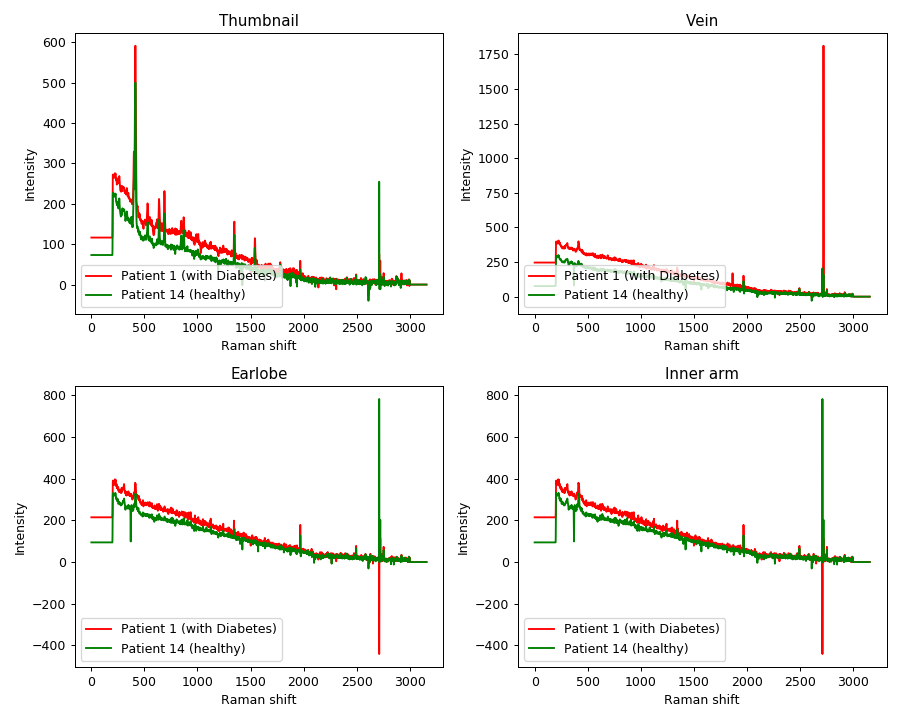 Thumbnail
600
500
400
300
200
100
0
Intensity
Patient 1 (with Diabetes)
Patient 14 (healthy)
0 500 1000 1500 2000 2500 3000
Raman shift
Vein
1750
1500
1250
1000
750
500
250
0
Intensity
Patient 1 (with Diabetes)
Patient 14 (healthy)
0 500 1000 1500 2000 2500 3000
Raman shift
Earlobe
800
600
400
200
0
−200
−400
Intensity
Patient 1 (with Diabetes)
Patient 14 (healthy)
0 500 1000 1500 2000 2500 3000
Raman shift
Inner arm
800
600
400
200
0
−200
−400
Intensity
Patient 1 (with Diabetes)
Patient 14 (healthy)
0 500 1000 1500 2000 2500 3000
Raman shift